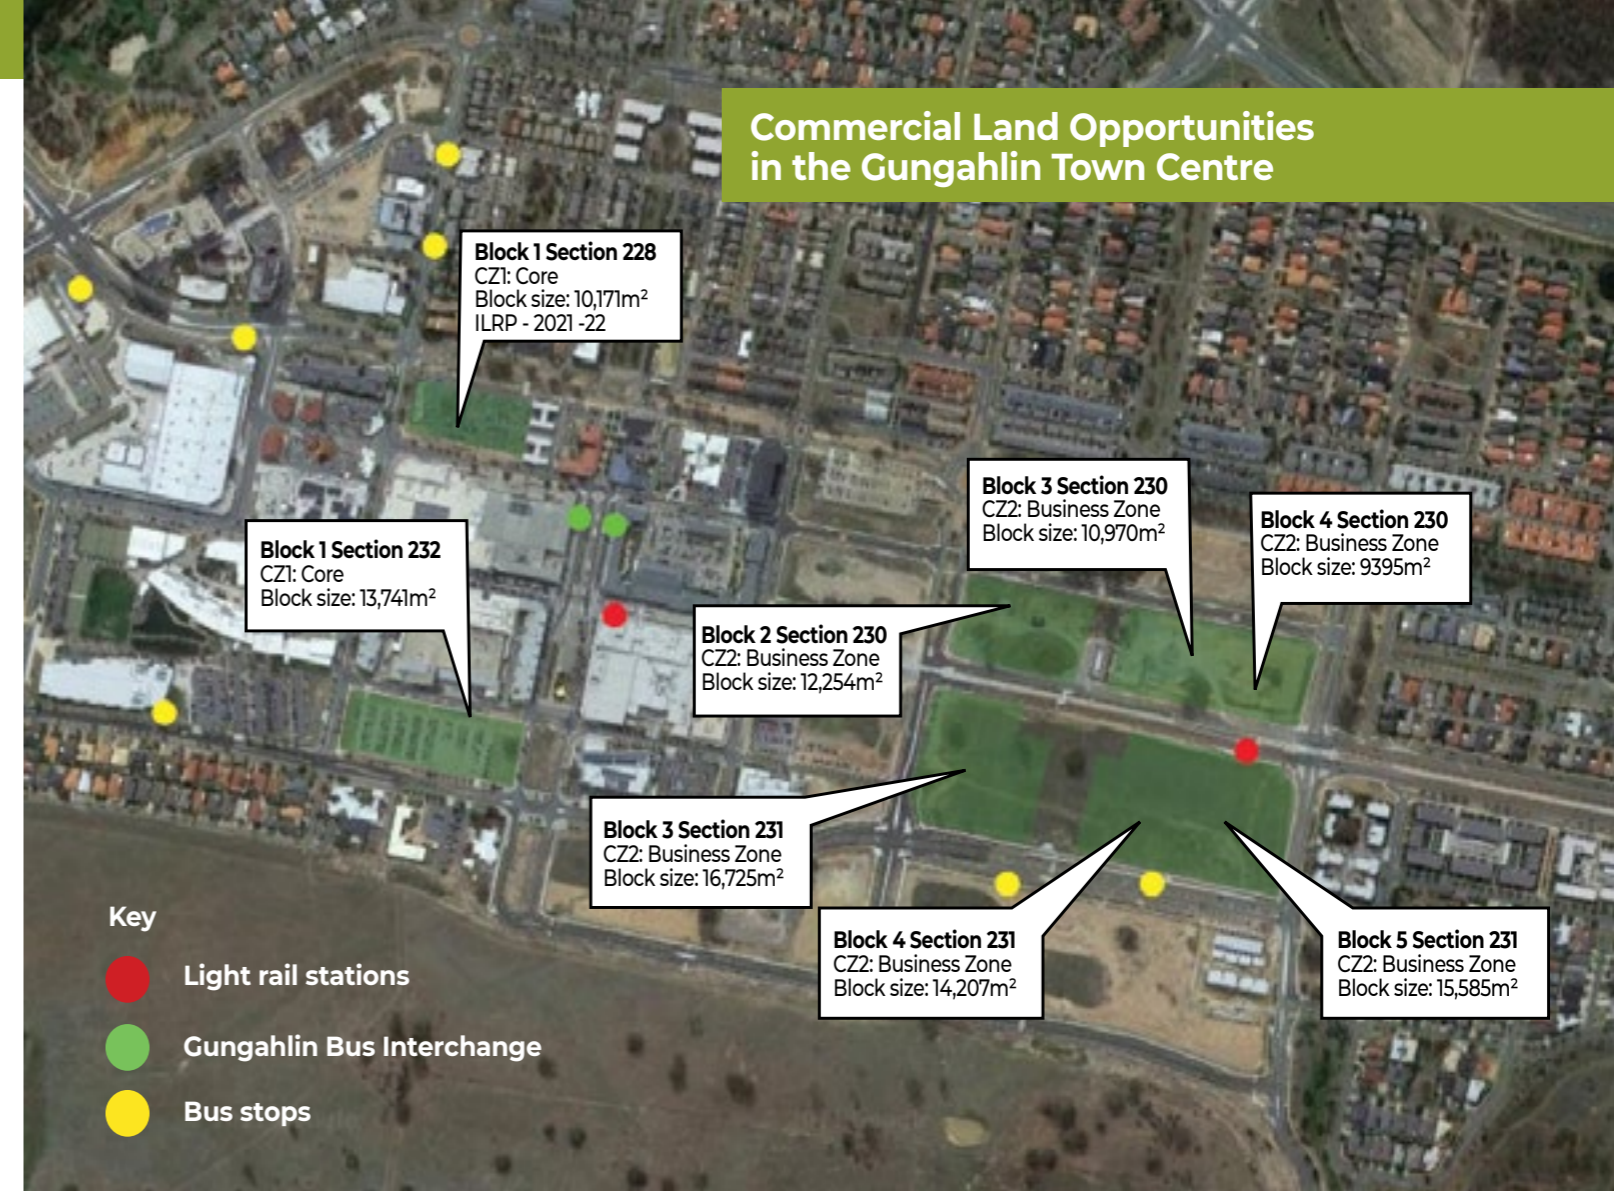 Commercial Land Opportunities
in the Gungahlin Town Centre
Block 1 Section 228
CZ1: Core
Block size: 10,171m²
ILRP - 2021 -22
Block 3 Section 230
CZ2: Business Zone
Block size: 10,970m²
Block 4 Section 230
CZ2: Business Zone
Block size: 9395m²
Block 1 Section 232
CZ1: Core
Block size: 13,741m²
Block 2 Section 230
CZ2: Business Zone
Block size: 12,254m²
Block 3 Section 231
CZ2: Business Zone
Block size: 16,725m²
Block 4 Section 231
CZ2: Business Zone
Block size: 14,207m²
Block 5 Section 231
CZ2: Business Zone
Block size: 15,585m²
Key
Light rail stations
Gungahlin Bus Interchange
Bus stops